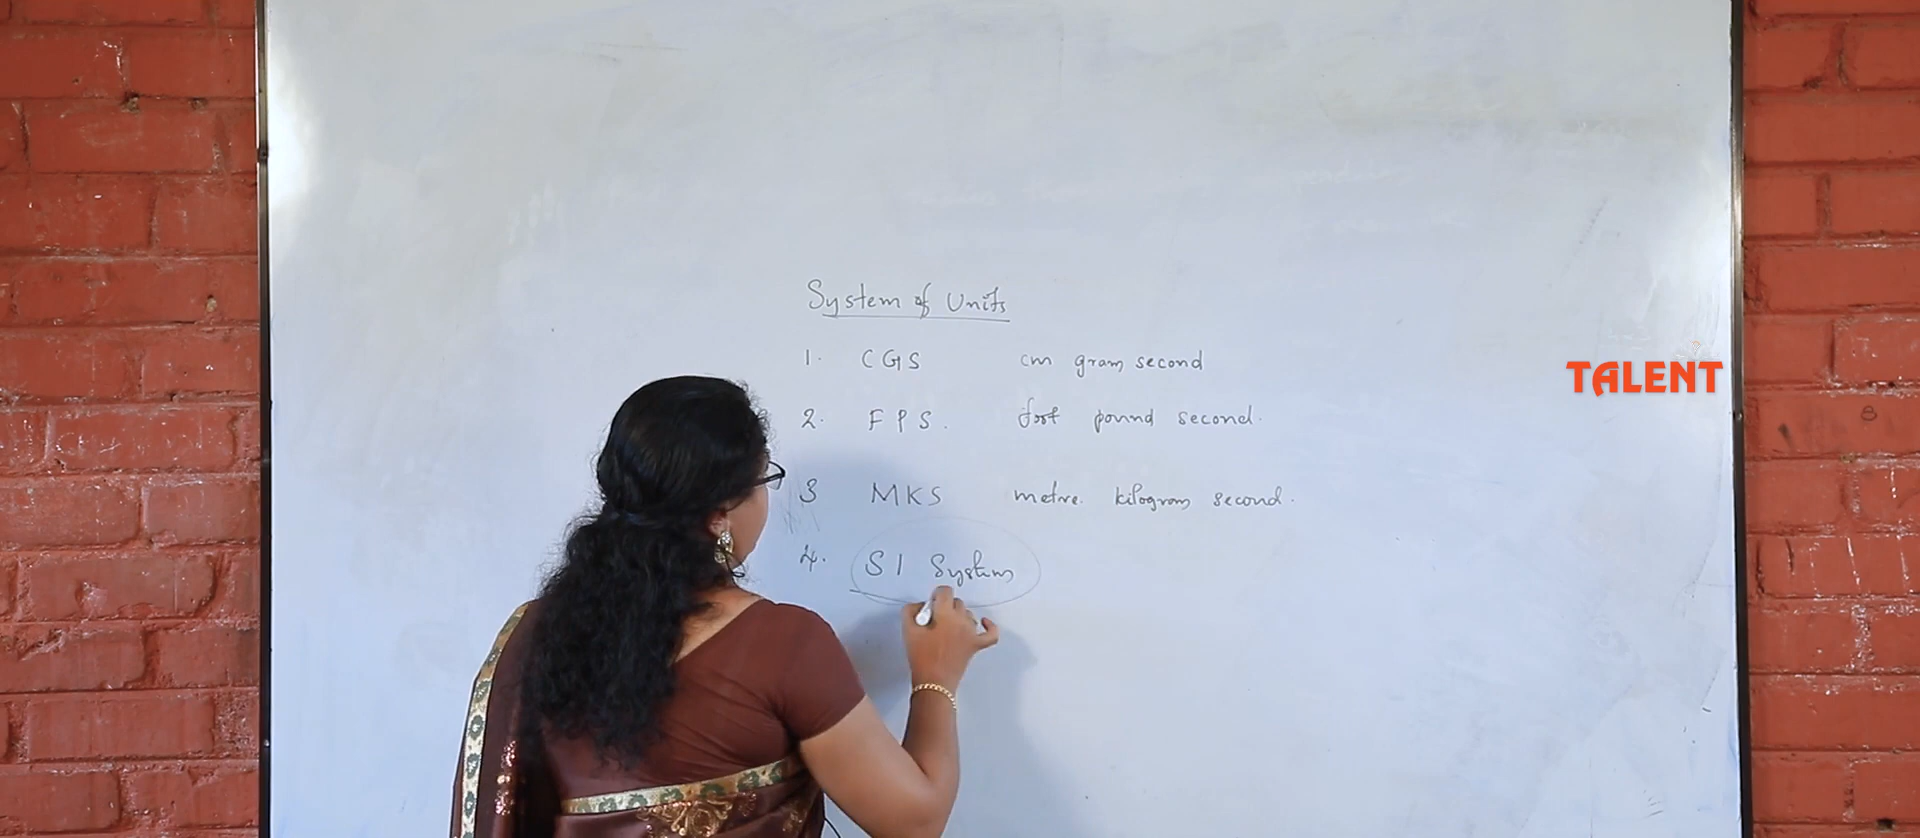 System of Units
1. CGS cm gram second
2. FPS. foot pound second.
3 MKS metre. kilogram second.
4. SI System
TALENT